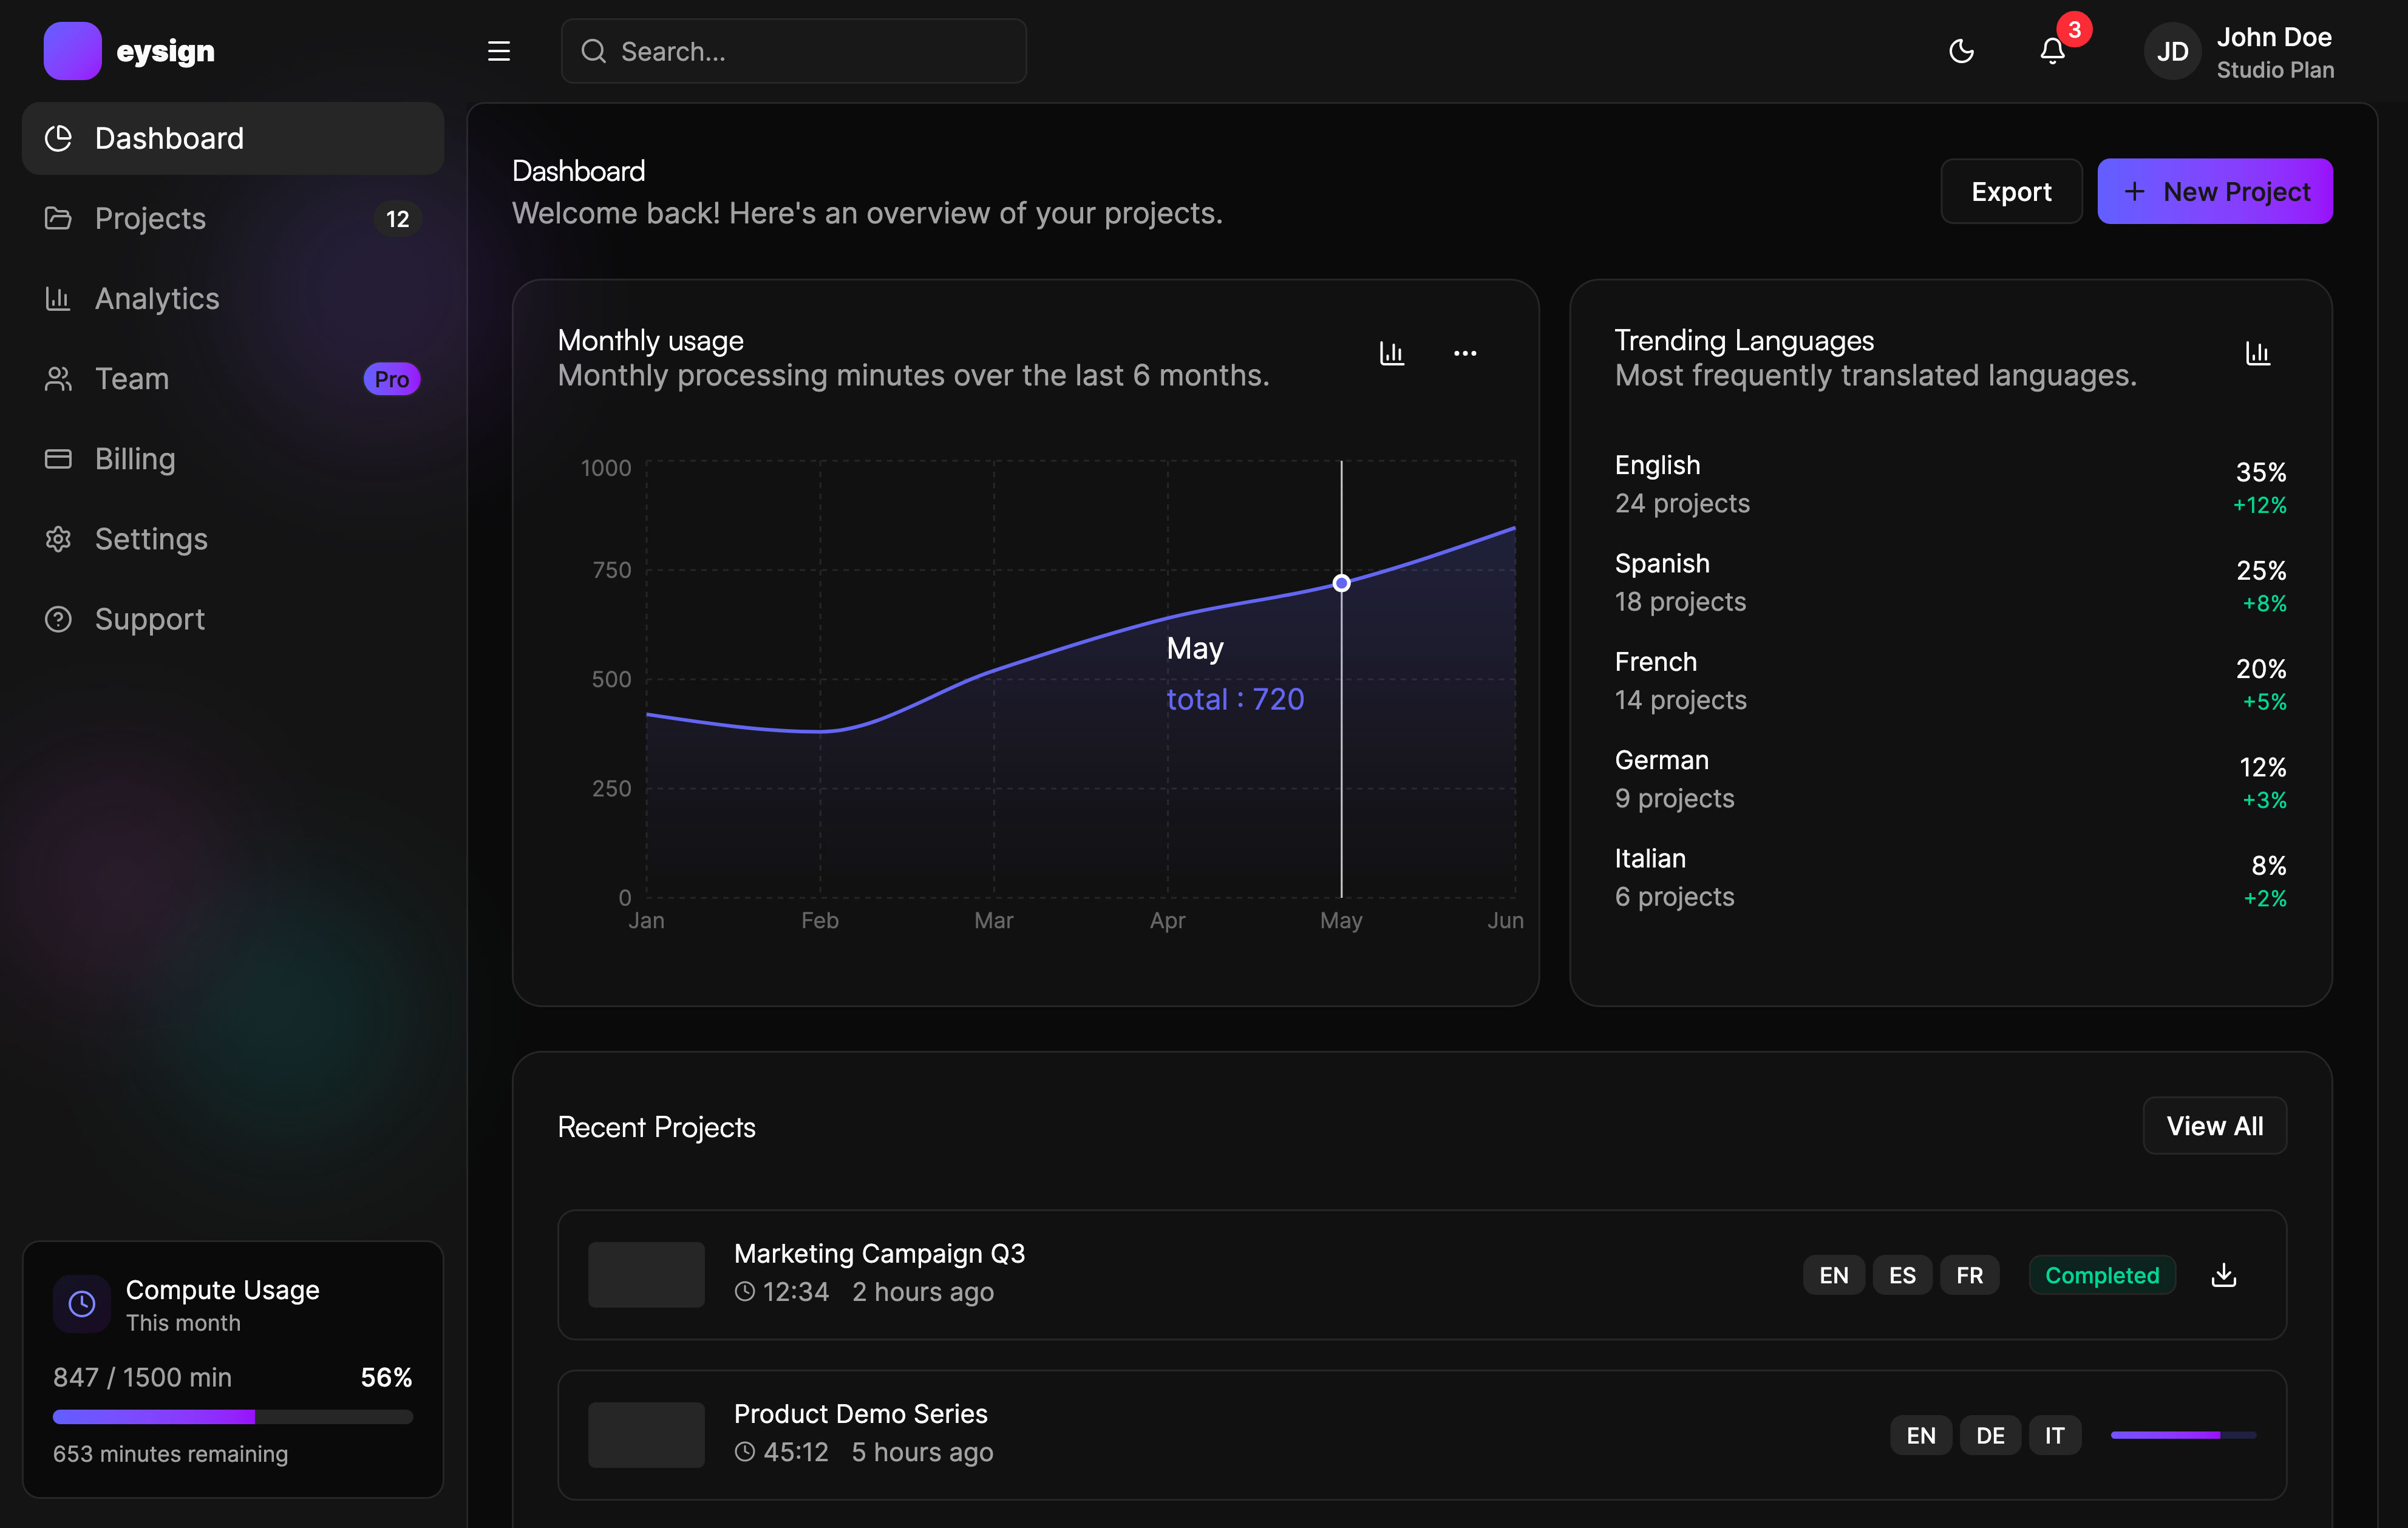 eysign
Search...
3
JD
John Doe
Studio Plan
Dashboard
Projects
12
Analytics
Team
Pro
Billing
Settings
Support
Compute Usage
This month
847 / 1500 min
56%
653 minutes remaining
Dashboard
Welcome back! Here's an overview of your projects.
Export
New Project
Monthly usage
Monthly processing minutes over the last 6 months.
1000
750
500
250
0
May
total : 720
Jan
Feb
Mar
Apr
May
Jun
Trending Languages
Most frequently translated languages.
English
24 projects
35%
+12%
Spanish
18 projects
25%
+8%
French
14 projects
20%
+5%
German
9 projects
12%
+3%
Italian
6 projects
8%
+2%
Recent Projects
View All
Marketing Campaign Q3
12:34 2 hours ago
EN ES FR
Completed
Product Demo Series
45:12 5 hours ago
EN DE IT